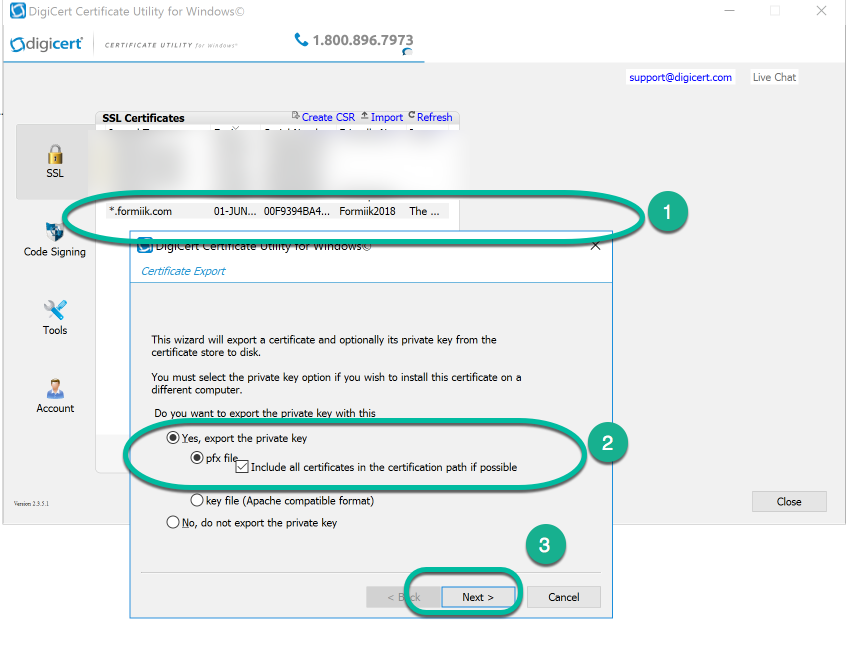 DigiCert Certificate Utility for Windows©
digicert CERTIFICATE UTILITY for Windows® 1.800.896.7973
support@digicert.com Live Chat
SSL Certificates Create CSR Import Refresh
SSL
*.formiik.com 01-JUN... 00F9394BA4... Formiik2018 The ...
1
Code Signing
DigiCert Certificate Utility for Windows©
Certificate Export
Tools
This wizard will export a certificate and optionally its private key from the
certificate store to disk.
You must select the private key option if you wish to install this certificate on a
different computer.
Account
Do you want to export the private key with this
Yes, export the private key
2
pfx file
Include all certificates in the certification path if possible
key file (Apache compatible format)
Version 2.3.5.1
Close
No, do not export the private key
3
Next >
Cancel